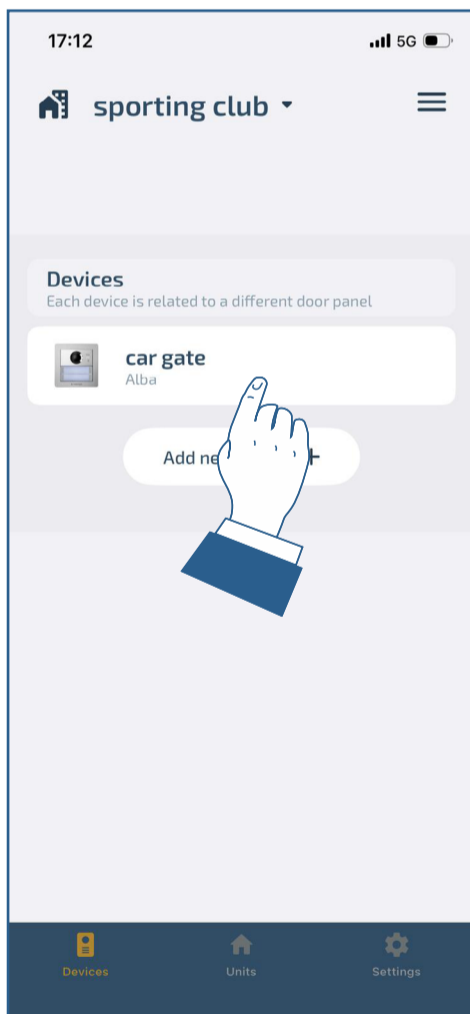 17:12 5G
sporting club
Devices
Each device is related to a different door panel
car gate
Alba
Add ne
Devices Units Settings